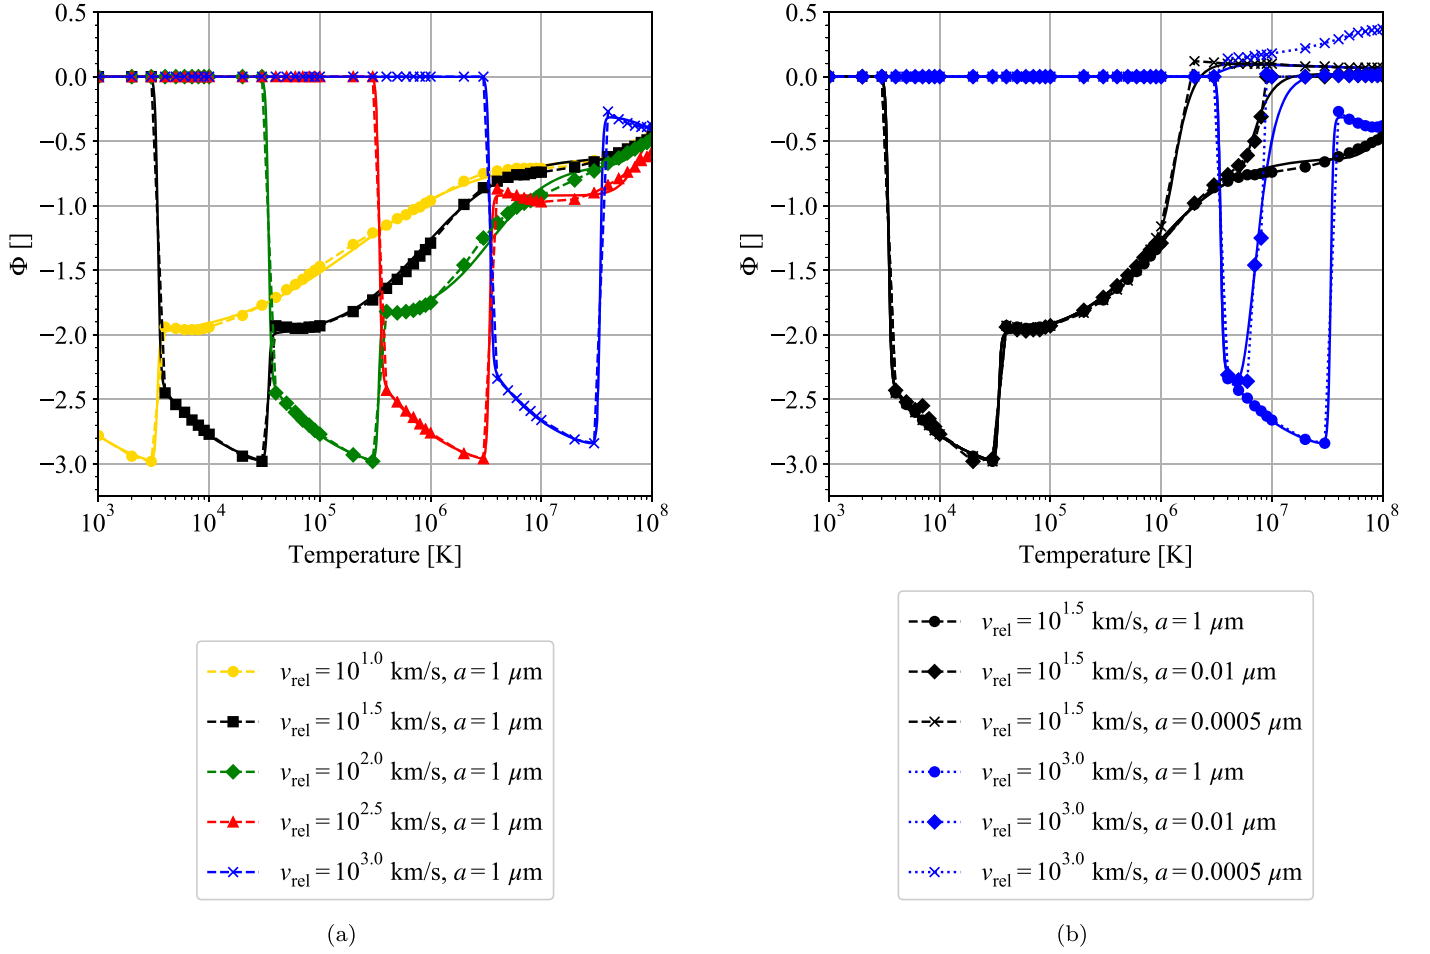 0.5
0.0
−0.5
−1.0
−1.5
−2.0
−2.5
−3.0
Φ []
10^3 10^4 10^5 10^6 10^7 10^8
Temperature [K]
v_rel = 10^1.0 km/s, a = 1 μm
v_rel = 10^1.5 km/s, a = 1 μm
v_rel = 10^2.0 km/s, a = 1 μm
v_rel = 10^2.5 km/s, a = 1 μm
v_rel = 10^3.0 km/s, a = 1 μm
(a)
0.5
0.0
−0.5
−1.0
−1.5
−2.0
−2.5
−3.0
Φ []
10^3 10^4 10^5 10^6 10^7 10^8
Temperature [K]
v_rel = 10^1.5 km/s, a = 1 μm
v_rel = 10^1.5 km/s, a = 0.01 μm
v_rel = 10^1.5 km/s, a = 0.0005 μm
v_rel = 10^3.0 km/s, a = 1 μm
v_rel = 10^3.0 km/s, a = 0.01 μm
v_rel = 10^3.0 km/s, a = 0.0005 μm
(b)